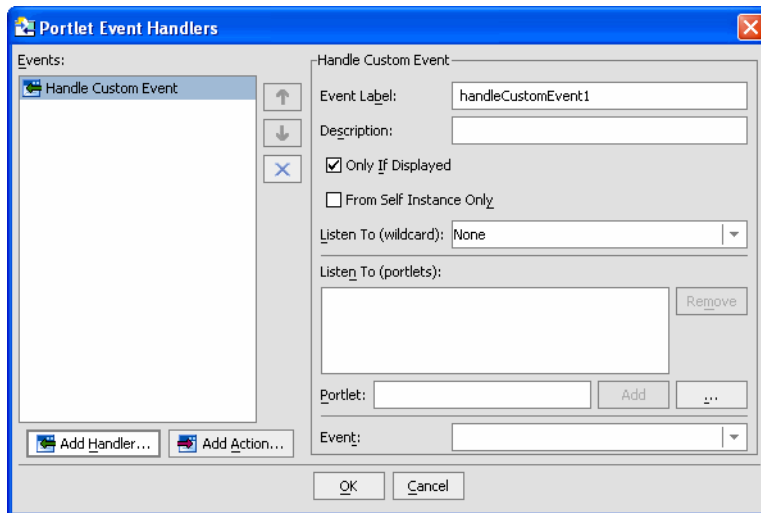 Portlet Event Handlers
Events:
Handle Custom Event
Add Handler...
Add Action...
Handle Custom Event
Event Label: handleCustomEvent1
Description:
Only If Displayed
From Self Instance Only
Listen To (wildcard): None
Listen To (portlets):
Remove
Portlet: Add ...
Event:
OK Cancel